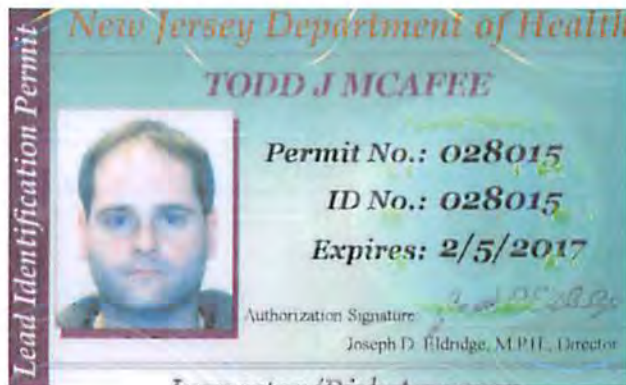 New Jersey Department of Health
Lead Identification Permit
TODD J MCAFEE
Permit No.: 028015
ID No.: 028015
Expires: 2/5/2017
Authorization Signature:
Joseph D. Eldridge, M.P.H., Director